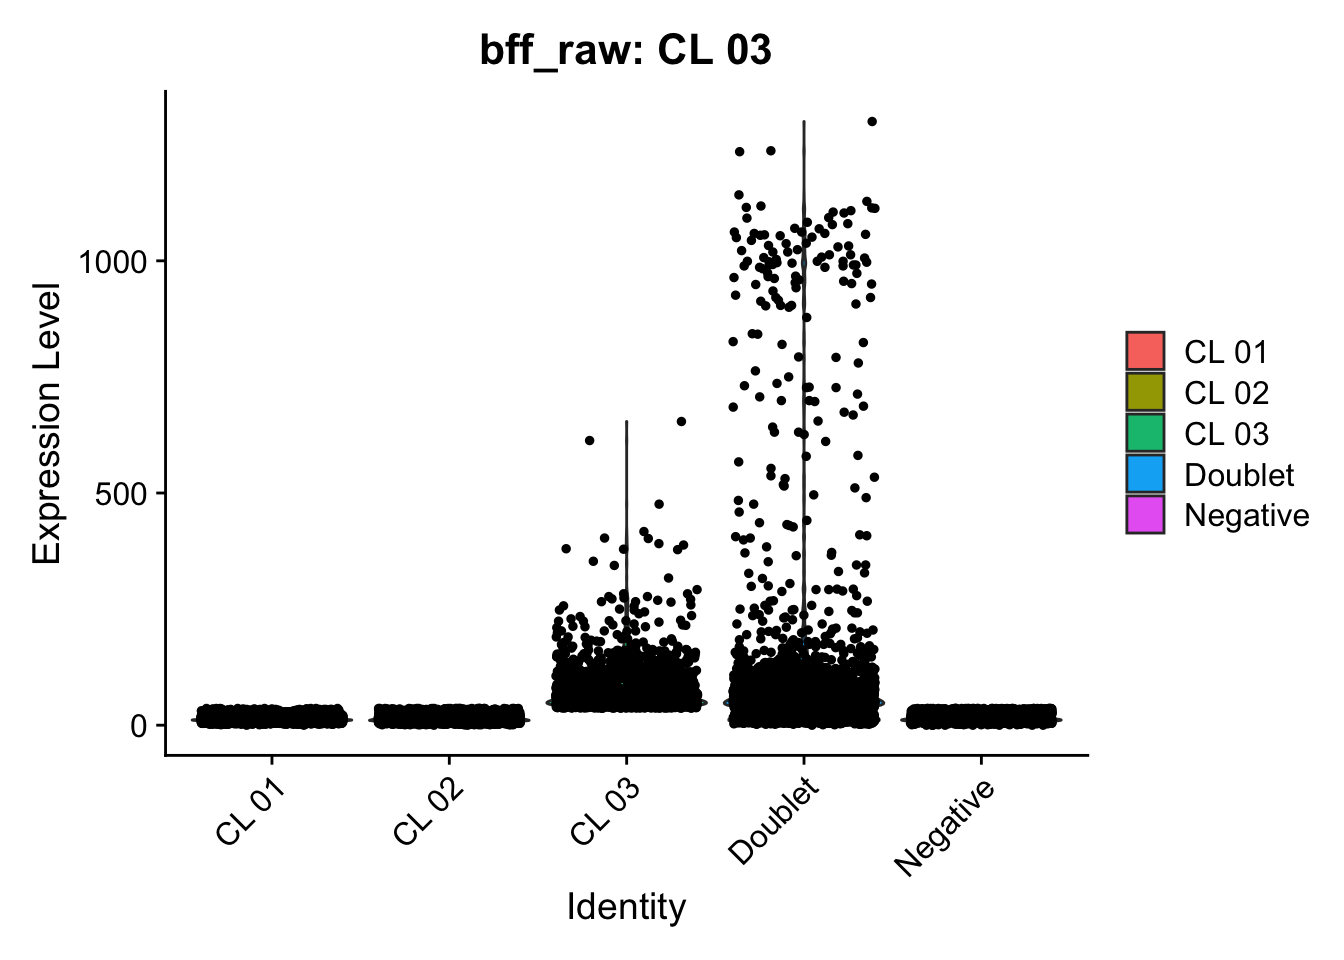 bff_raw: CL 03
Expression Level
1000
500
0
CL 01
CL 02
CL 03
Doublet
Negative
Identity
CL 01
CL 02
CL 03
Doublet
Negative